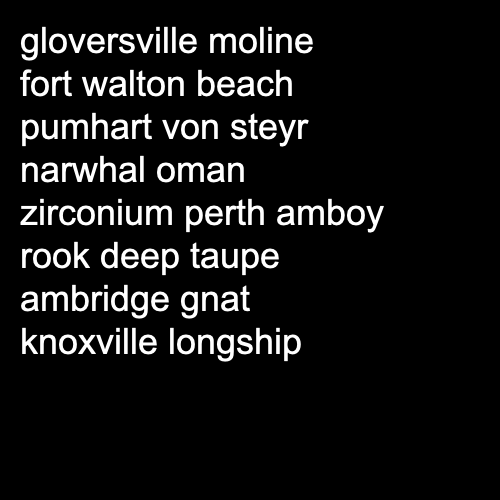 gloversville moline
fort walton beach
pumhart von steyr
narwhal oman
zirconium perth amboy
rook deep taupe
ambridge gnat
knoxville longship